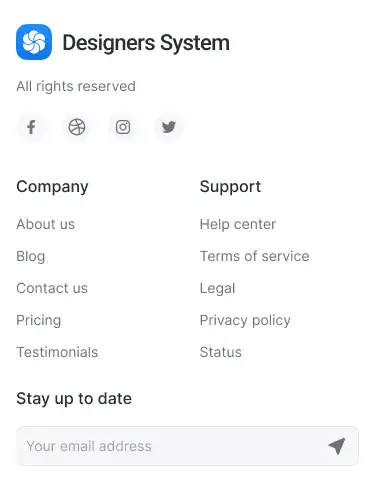 Designers System
All rights reserved
Company
About us
Blog
Contact us
Pricing
Testimonials
Support
Help center
Terms of service
Legal
Privacy policy
Status
Stay up to date
Your email address